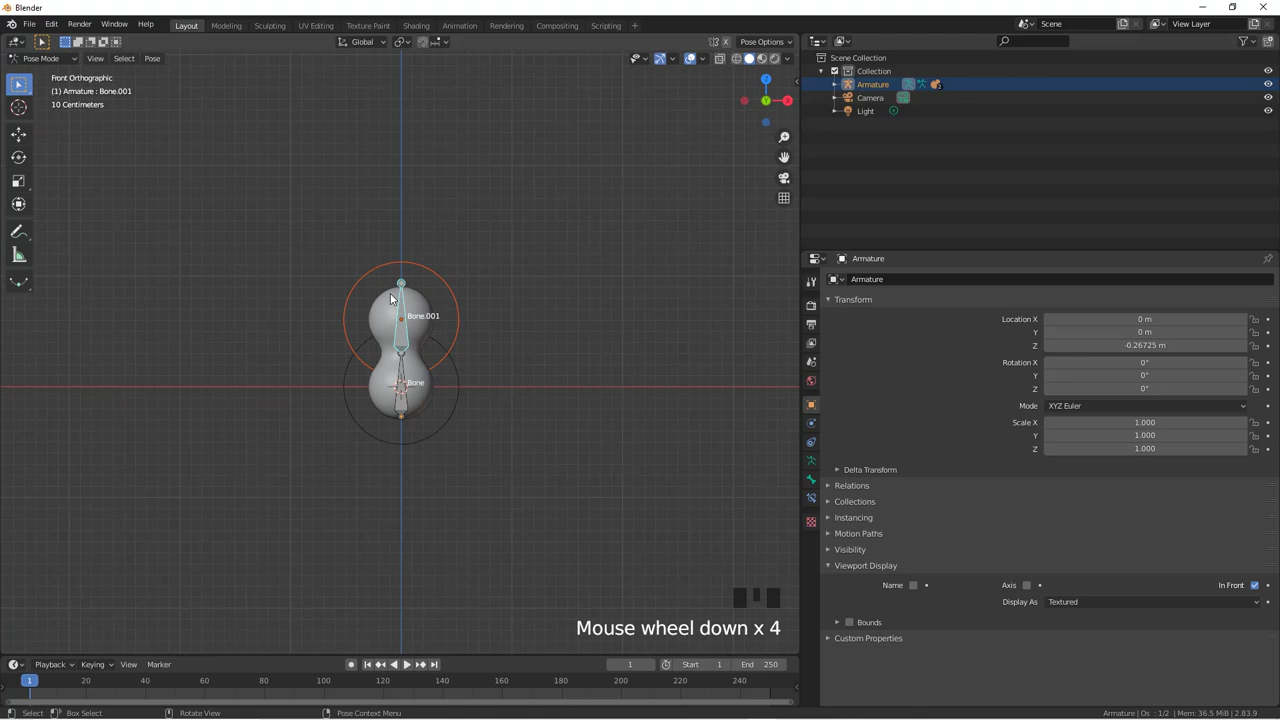 Blender
File Edit Render Window Help
Layout Modeling Sculpting UV Editing Texture Paint Shading Animation Rendering Compositing Scripting +
Scene
View Layer
Global
Pose Options
Pose Mode View Select Pose
Front Orthographic
(1) Armature : Bone.001
10 Centimeters
Z
X
Y
Bone.001
Bone
Mouse wheel down x 4
Scene Collection
Collection
Armature
Camera
Light
Armature
Armature
Transform
Location X 0 m
Y 0 m
Z -0.26725 m
Rotation X 0°
Y 0°
Z 0°
Mode XYZ Euler
Scale X 1.000
Y 1.000
Z 1.000
Delta Transform
Relations
Collections
Instancing
Motion Paths
Visibility
Viewport Display
Name Axis In Front
Display As Textured
Bounds
Custom Properties
Playback Keying View Marker
1 Start 1 End 250
1 20 40 60 80 100 120 140 160 180 200 220 240
Select Box Select Rotate View Pose Context Menu
Armature | Os : 1/2 | Mem: 36.5 MiB | 2.83.9